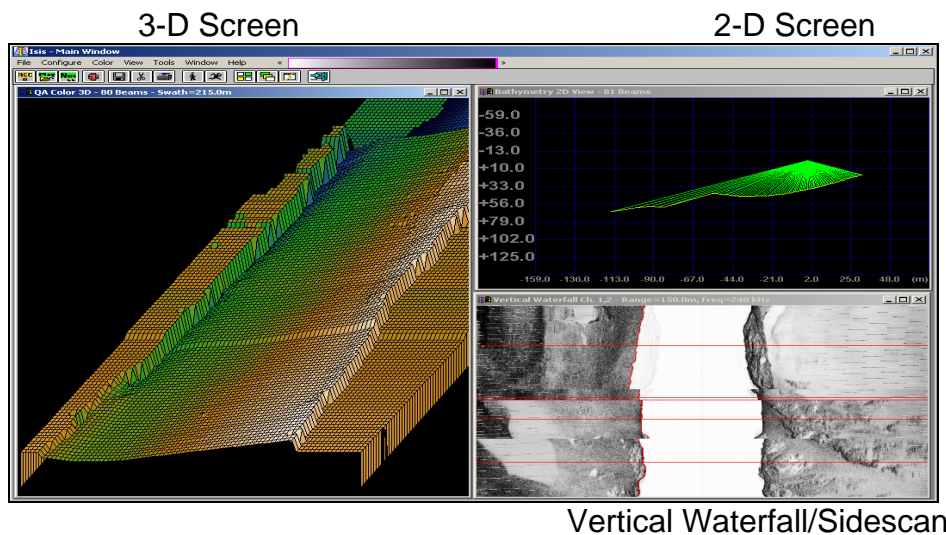 3-D Screen
2-D Screen
Isis - Main Window
File Configure Color View Tools Window Help « »
QA Color 3D - 80 Beams - Swath=215.0m
Bathymetry 2D View - 81 Beams
-59.0
-36.0
-13.0
+10.0
+33.0
+56.0
+79.0
+102.0
+125.0
-159.0 -136.0 -113.0 -90.0 -67.0 -44.0 -21.0 2.0 25.0 48.0 (m)
Vertical Waterfall Ch. 1,2 - Range=150.0m, Freq=240 kHz
Vertical Waterfall/Sidescan